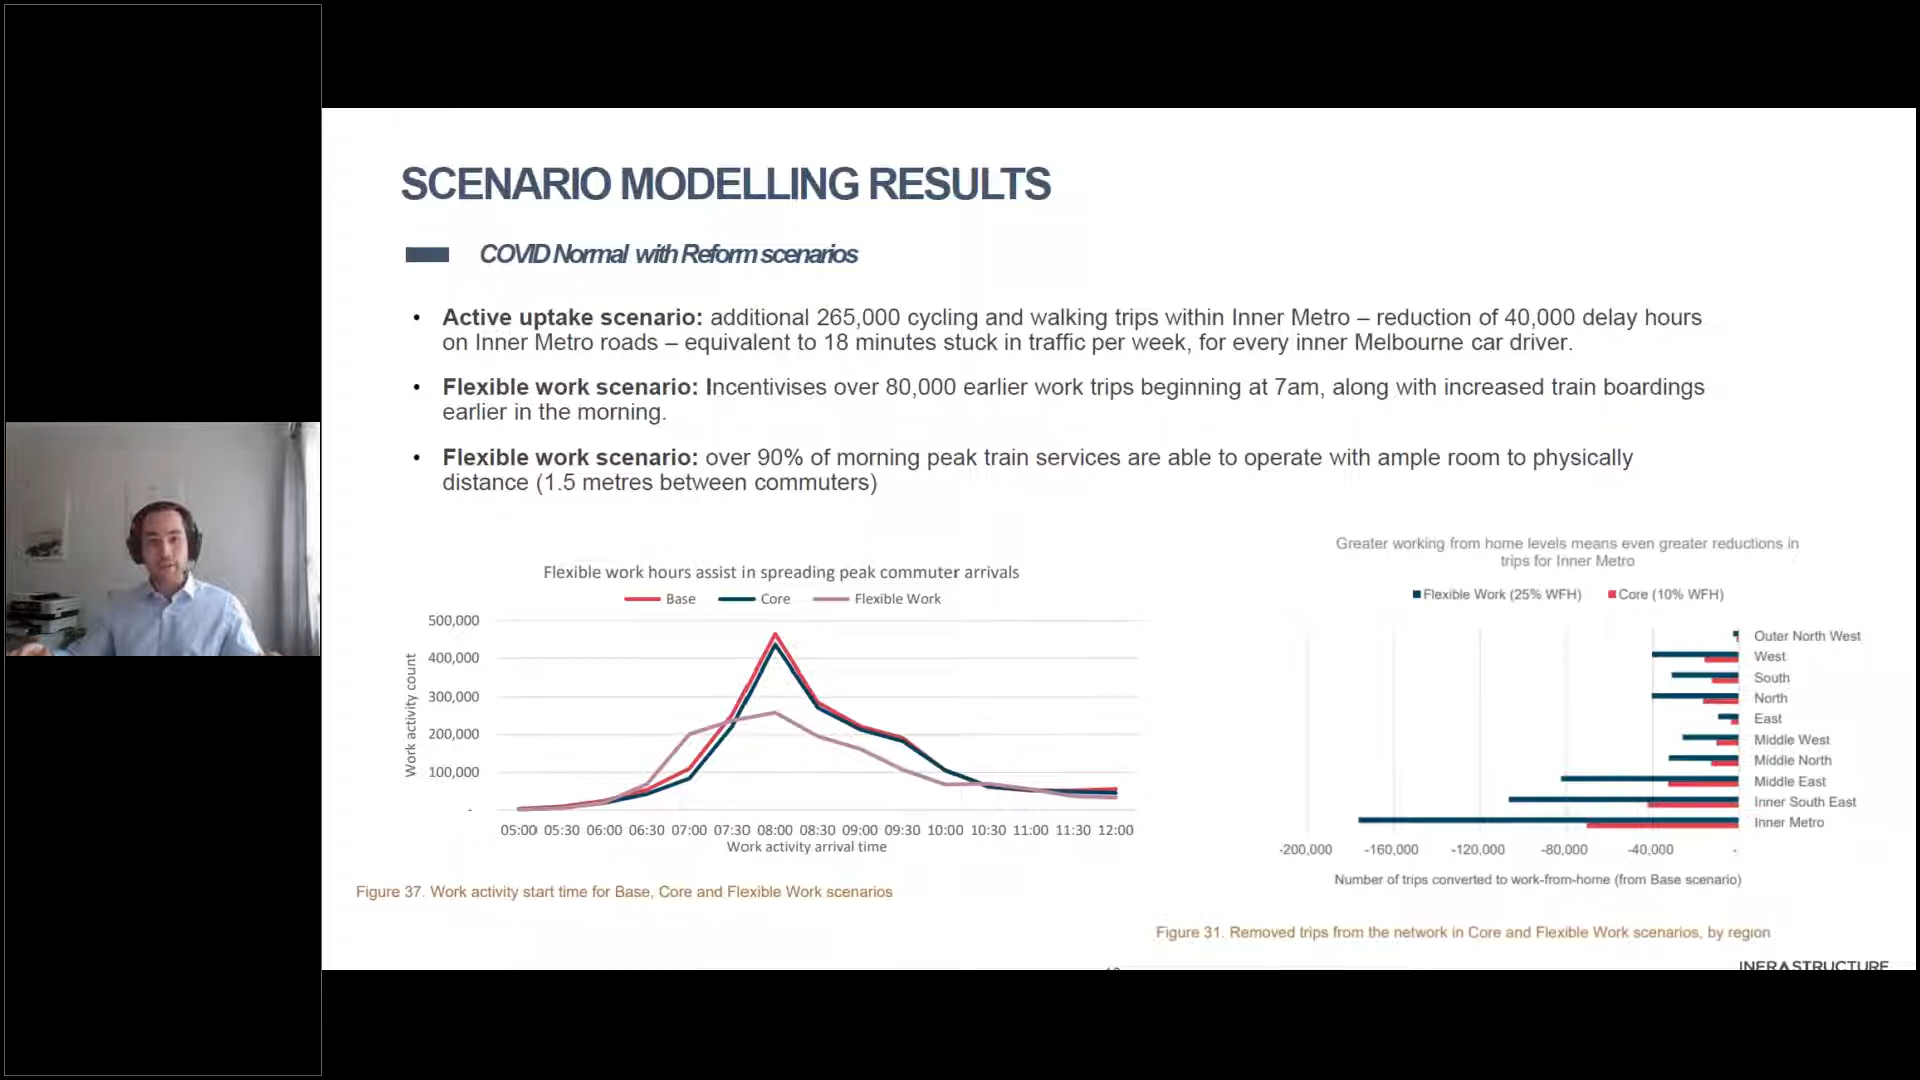 SCENARIO MODELLING RESULTS
COVID Normal with Reform scenarios
• Active uptake scenario: additional 265,000 cycling and walking trips within Inner Metro – reduction of 40,000 delay hours
on Inner Metro roads – equivalent to 18 minutes stuck in traffic per week, for every inner Melbourne car driver.
• Flexible work scenario: Incentivises over 80,000 earlier work trips beginning at 7am, along with increased train boardings
earlier in the morning.
• Flexible work scenario: over 90% of morning peak train services are able to operate with ample room to physically
distance (1.5 metres between commuters)
Flexible work hours assist in spreading peak commuter arrivals
Base Core Flexible Work
500,000
400,000
300,000
200,000
100,000
-
Work activity count
05:00 05:30 06:00 06:30 07:00 07:30 08:00 08:30 09:00 09:30 10:00 10:30 11:00 11:30 12:00
Work activity arrival time
Figure 37. Work activity start time for Base, Core and Flexible Work scenarios
Greater working from home levels means even greater reductions in
trips for Inner Metro
Flexible Work (25% WFH) Core (10% WFH)
Outer North West
West
South
North
East
Middle West
Middle North
Middle East
Inner South East
Inner Metro
-200,000 -160,000 -120,000 -80,000 -40,000 -
Number of trips converted to work-from-home (from Base scenario)
Figure 31. Removed trips from the network in Core and Flexible Work scenarios, by region
INFRASTRUCTURE